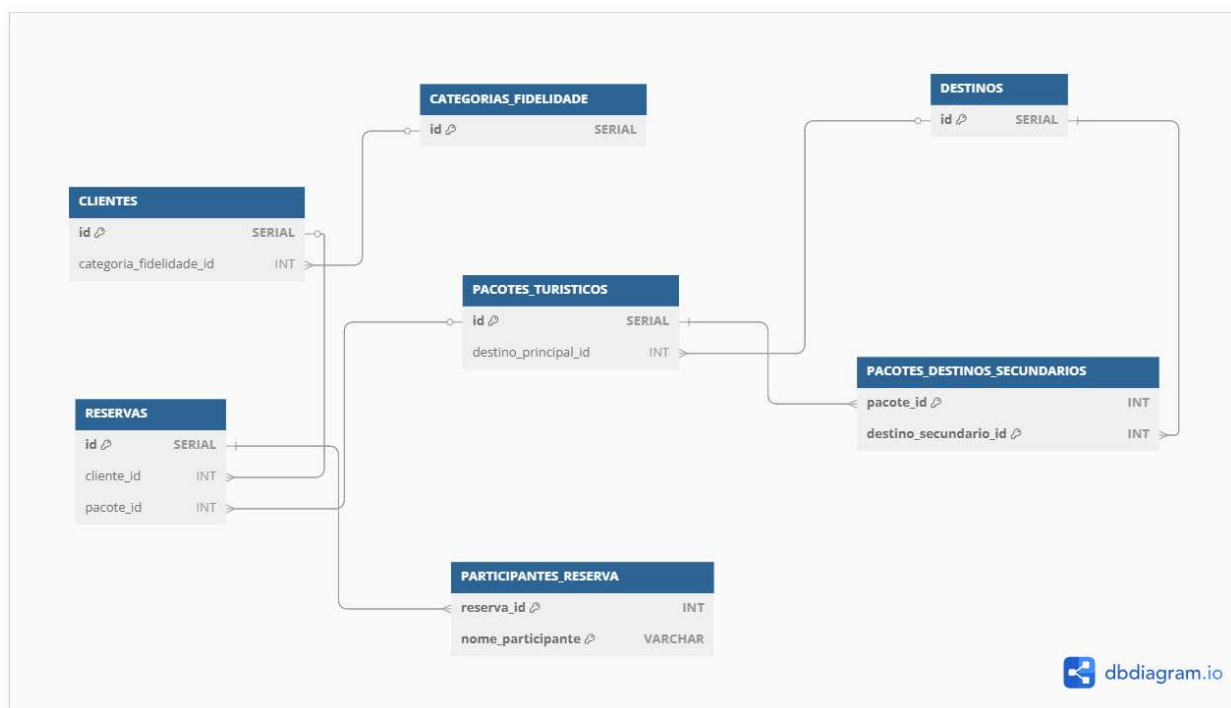 CATEGORIAS_FIDELIDADE
id SERIAL
DESTINOS
id SERIAL
CLIENTES
id SERIAL
categoria_fidelidade_id INT
PACOTES_TURISTICOS
id SERIAL
destino_principal_id INT
PACOTES_DESTINOS_SECUNDARIOS
pacote_id INT
destino_secundario_id INT
RESERVAS
id SERIAL
cliente_id INT
pacote_id INT
PARTICIPANTES_RESERVA
reserva_id INT
nome_participante VARCHAR
dbdiagram.io